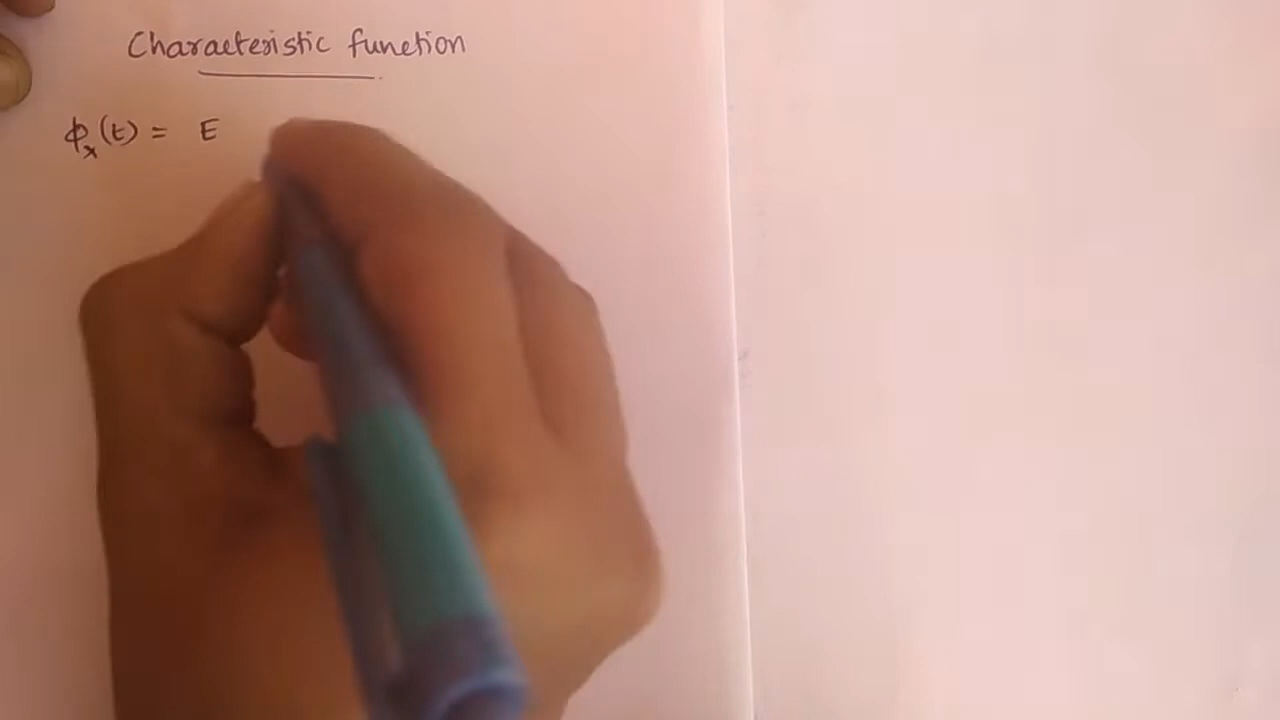 Characteristic function
ϕₓ(t) = E